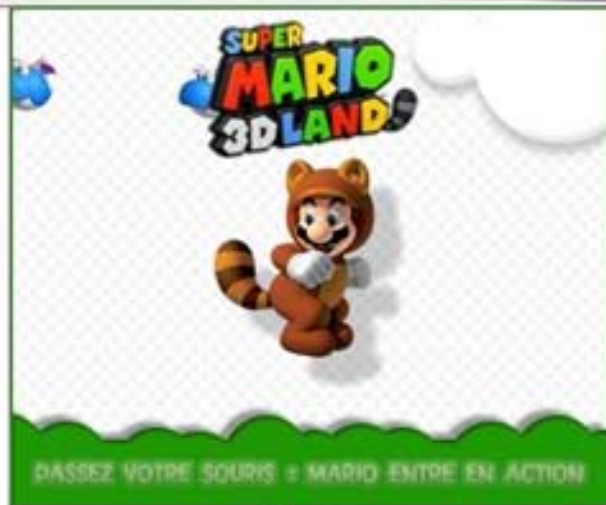 SUPER
MARIO
3D LAND
PASSEZ VOTRE SOURIS : MARIO ENTRE EN ACTION